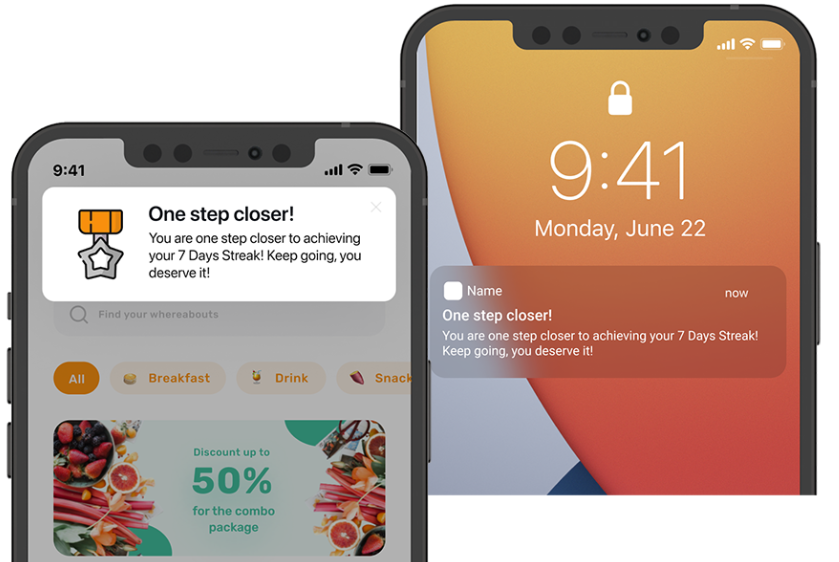 9:41
One step closer!
You are one step closer to achieving
your 7 Days Streak! Keep going, you
deserve it!
Find your whereabouts
All
Breakfast
Drink
Snack
Discount up to
50%
for the combo
package
9:41
Monday, June 22
Name
now
One step closer!
You are one step closer to achieving your 7 Days Streak!
Keep going, you deserve it!